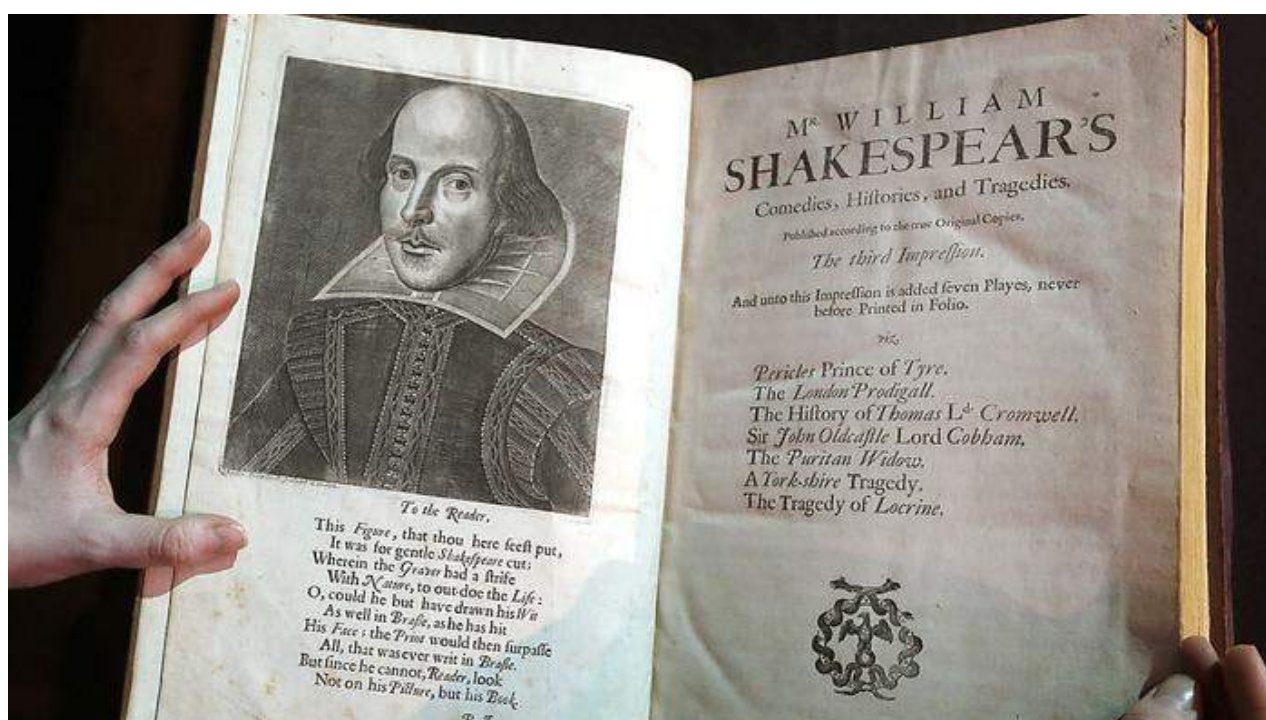 To the Reader.
This Figure, that thou here ſeeſt put,
It was for gentle Shakeſpeare cut;
Wherein the Graver had a ſtrife
With Nature, to out-doe the Life:
O, could he but have drawn his Wit
As well in Braſſe, as he has hit
His Face; the Print would then ſurpaſſe
All, that was ever writ in Braſſe.
But ſince he cannot, Reader, look
Not on his Picture, but his Book.
Mʀ. WILLIAM
SHAKESPEAR'S
Comedies, Hiſtories, and Tragedies.
Publiſhed according to the true Original Copies.
The third Impreſſion.
And unto this Impreſſion is added ſeven Playes, never
before Printed in Folio.
viz.
Pericles Prince of Tyre.
The London Prodigall.
The Hiſtory of Thomas Lᵈ· Cromwell.
Sir John Oldcaſtle Lord Cobham.
The Puritan Widow.
A York-shire Tragedy.
The Tragedy of Locrine.